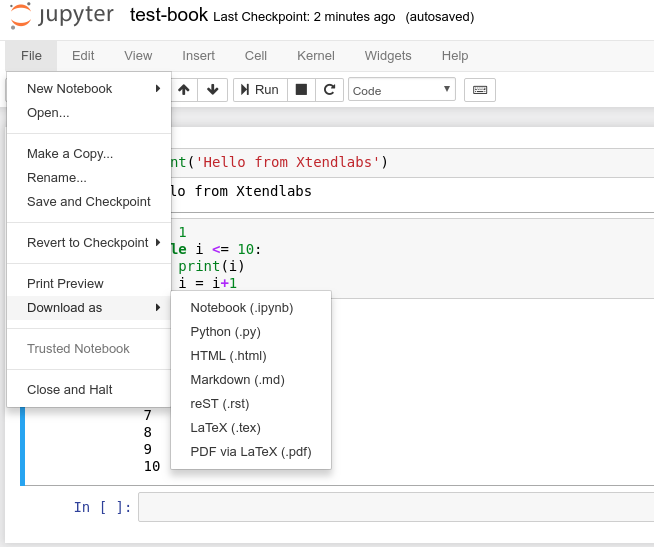 jupyter test-book Last Checkpoint: 2 minutes ago (autosaved)
File Edit View Insert Cell Kernel Widgets Help
Run Code
New Notebook
Open...
Make a Copy...
Rename...
Save and Checkpoint
Revert to Checkpoint
Print Preview
Download as
Trusted Notebook
Close and Halt
Notebook (.ipynb)
Python (.py)
HTML (.html)
Markdown (.md)
reST (.rst)
LaTeX (.tex)
PDF via LaTeX (.pdf)
nt('Hello from Xtendlabs')
lo from Xtendlabs
1
le i <= 10:
print(i)
i = i+1
7
8
9
10
In [ ]: